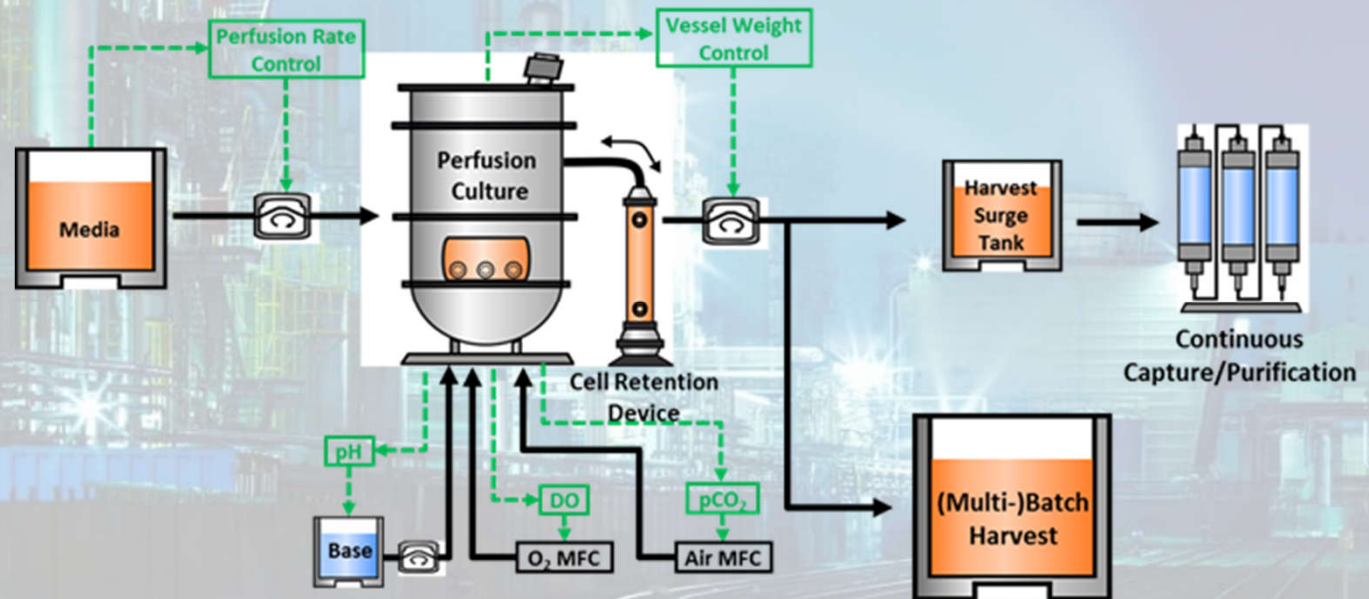 Perfusion Rate
Control
Vessel Weight
Control
Media
Perfusion
Culture
Harvest
Surge
Tank
Continuous
Capture/Purification
Cell Retention
Device
pH
DO
pCO₂
Base
O₂ MFC
Air MFC
(Multi-)Batch
Harvest